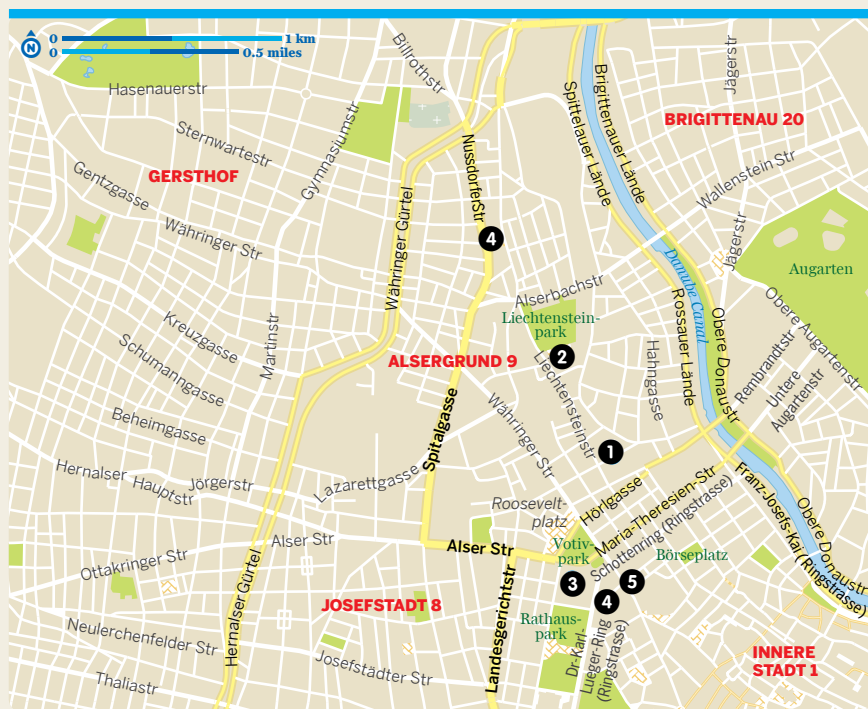 0 1 km
N
0 0.5 miles
Billrothstr
Hasenauerstr
Sternwartestr
Gymnasiumstr
GERSTHOF
Gentzgasse
Währinger Str
Währinger Gürtel
NussdorferStr
4
Spittelauer Lände
Brigittenauer Lände
Jägerstr
BRIGITTENAU 20
Wallenstein Str
Jägerstr
Augarten
Danube Canal
Obere Augartenstr
Alserbachstr
Liechtenstein-
park
2
Rossauer Lände
Obere Donaustr
Kreuzgasse
Schumanngasse
Martinstr
ALSERGRUND 9
Liechtensteinstr
Hahngasse
Rembrandtstr
Untere
Augartenstr
Beheimgasse
Spitalgasse
Währinger Str
1
Hernalser
Hauptstr
Jörgerstr
Lazarettgasse
Roosevelt-
platz
Hörlgasse
Maria-Theresien-Str
Schottenring (Ringstrasse)
Franz-Josefs-Kai (Ringstrasse)
Obere Donaustr
Alser Str
Alser Str
Votiv-
park
Börseplatz
Ottakringer Str
3
5
4
Hernalser Gürtel
JOSEFSTADT 8
Landesgerichtstr
Rathaus-
park
Dr-Karl-
Lueger-Ring
(Ringstrasse)
INNERE
STADT 1
Neulerchenfelder Str
Josefstädter Str
Thaliastr